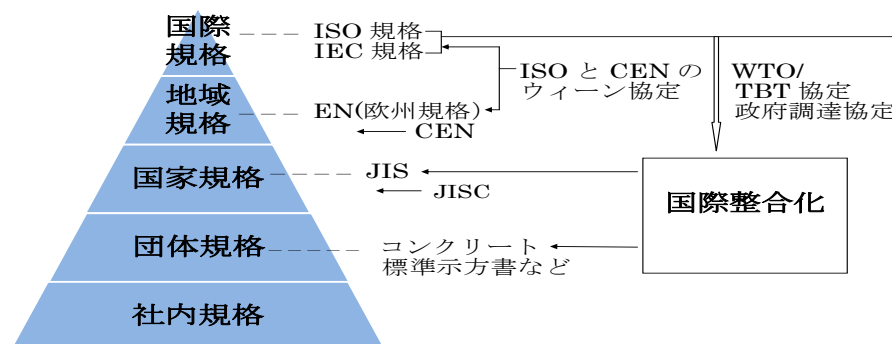 国際
規格
ISO 規格
IEC 規格
ISO と CEN の
ウィーン協定
WTO/
TBT 協定
政府調達協定
地域
規格
EN(欧州規格)
CEN
国家規格
JIS
JISC
国際整合化
団体規格
コンクリート
標準示方書など
社内規格